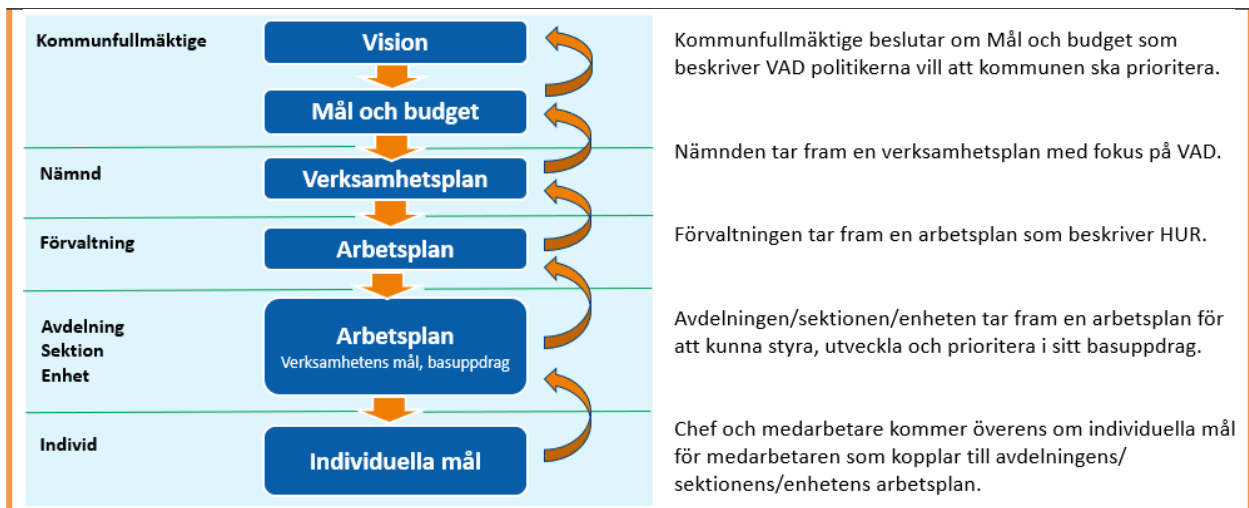 Kommunfullmäktige
Vision
Kommunfullmäktige beslutar om Mål och budget som
beskriver VAD politikerna vill att kommunen ska prioritera.
Mål och budget
Nämnd
Verksamhetsplan
Nämnden tar fram en verksamhetsplan med fokus på VAD.
Förvaltning
Arbetsplan
Förvaltningen tar fram en arbetsplan som beskriver HUR.
Avdelning
Sektion
Enhet
Arbetsplan
Verksamhetens mål, basuppdrag
Avdelningen/sektionen/enheten tar fram en arbetsplan för
att kunna styra, utveckla och prioritera i sitt basuppdrag.
Individ
Individuella mål
Chef och medarbetare kommer överens om individuella mål
för medarbetaren som kopplar till avdelningens/
sektionens/enhetens arbetsplan.